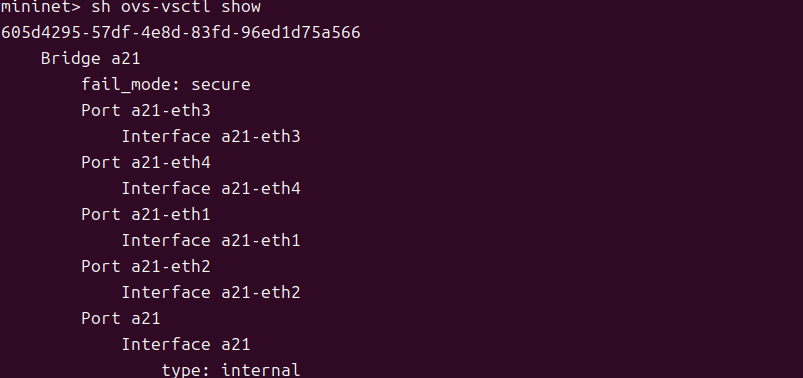 mininet> sh ovs-vsctl show
605d4295-57df-4e8d-83fd-96ed1d75a566
    Bridge a21
        fail_mode: secure
        Port a21-eth3
            Interface a21-eth3
        Port a21-eth4
            Interface a21-eth4
        Port a21-eth1
            Interface a21-eth1
        Port a21-eth2
            Interface a21-eth2
        Port a21
            Interface a21
                type: internal